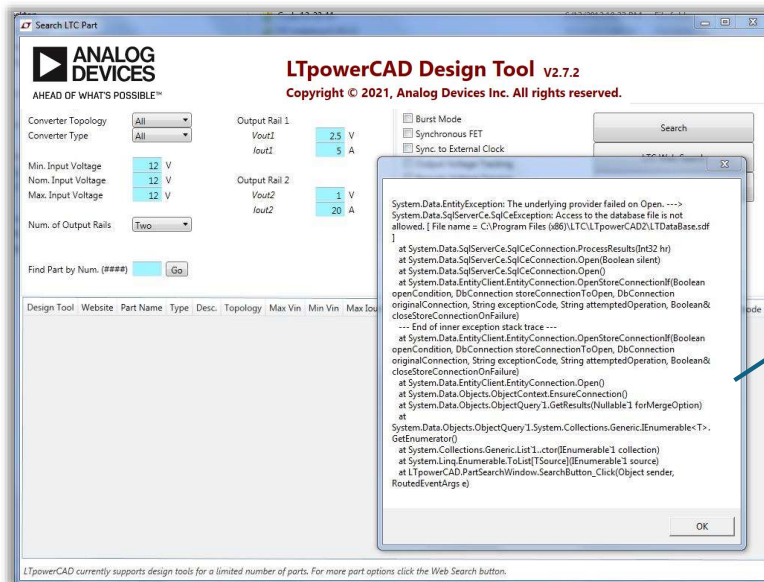 Search LTC Part
ANALOG
DEVICES
AHEAD OF WHAT'S POSSIBLE™
LTpowerCAD Design Tool V2.7.2
Copyright © 2021, Analog Devices Inc. All rights reserved.
Converter Topology All
Converter Type All
Min. Input Voltage 12 V
Nom. Input Voltage 12 V
Max. Input Voltage 12 V
Num. of Output Rails Two
Find Part by Num. (####) Go
Output Rail 1
Vout1 2.5 V
Iout1 5 A
Output Rail 2
Vout2 1 V
Iout2 20 A
Burst Mode
Synchronous FET
Sync. to External Clock
Search
Design Tool Website Part Name Type Desc. Topology Max Vin Min Vin Max Iou
System.Data.EntityException: The underlying provider failed on Open. --->
System.Data.SqlServerCe.SqlCeException: Access to the database file is not
allowed. [ File name = C:\Program Files (x86)\LTC\LTpowerCAD2\LTDataBase.sdf
]
at System.Data.SqlServerCe.SqlCeConnection.ProcessResults(Int32 hr)
at System.Data.SqlServerCe.SqlCeConnection.Open(Boolean silent)
at System.Data.SqlServerCe.SqlCeConnection.Open()
at System.Data.EntityClient.EntityConnection.OpenStoreConnectionIf(Boolean
openCondition, DbConnection storeConnectionToOpen, DbConnection
originalConnection, String exceptionCode, String attemptedOperation, Boolean&
closeStoreConnectionOnFailure)
--- End of inner exception stack trace ---
at System.Data.EntityClient.EntityConnection.OpenStoreConnectionIf(Boolean
openCondition, DbConnection storeConnectionToOpen, DbConnection
originalConnection, String exceptionCode, String attemptedOperation, Boolean&
closeStoreConnectionOnFailure)
at System.Data.EntityClient.EntityConnection.Open()
at System.Data.Objects.ObjectContext.EnsureConnection()
at System.Data.Objects.ObjectQuery`1.GetResults(Nullable`1 forMergeOption)
at
System.Data.Objects.ObjectQuery`1.System.Collections.Generic.IEnumerable<T>.
GetEnumerator()
at System.Collections.Generic.List`1..ctor(IEnumerable`1 collection)
at System.Linq.Enumerable.ToList[TSource](IEnumerable`1 source)
at LTpowerCAD.PartSearchWindow.SearchButton_Click(Object sender,
RoutedEventArgs e)
OK
LTpowerCAD currently supports design tools for a limited number of parts. For more part options click the Web Search button.